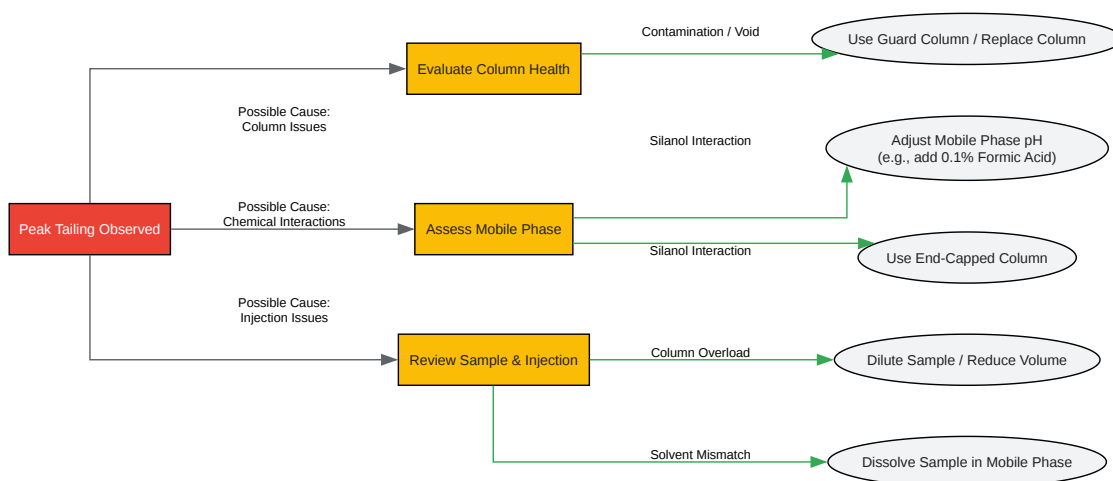 Contamination / Void
Use Guard Column / Replace Column
Evaluate Column Health
Possible Cause:
Column Issues
Silanol Interaction
Adjust Mobile Phase pH
(e.g., add 0.1% Formic Acid)
Peak Tailing Observed
Possible Cause:
Chemical Interactions
Assess Mobile Phase
Silanol Interaction
Use End-Capped Column
Possible Cause:
Injection Issues
Review Sample & Injection
Column Overload
Dilute Sample / Reduce Volume
Solvent Mismatch
Dissolve Sample in Mobile Phase